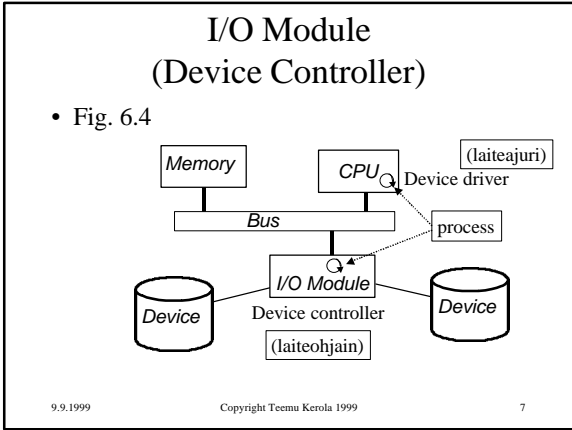 I/O Module
(Device Controller)
• Fig. 6.4
Memory
CPU
(laiteajuri)
Device driver
Bus
process
I/O Module
Device
Device
Device controller
(laiteohjain)
9.9.1999
Copyright Teemu Kerola 1999
7